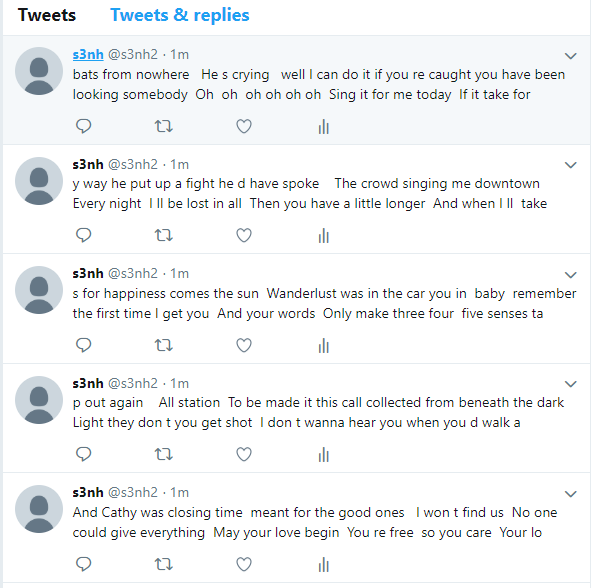 Tweets Tweets & replies
s3nh @s3nh2 · 1m
bats from nowhere   He s crying   well I can do it if you re caught you have been
looking somebody  Oh  oh  oh oh oh oh  Sing it for me today  If it take for
s3nh @s3nh2 · 1m
y way he put up a fight he d have spoke    The crowd singing me downtown
Every night  I ll be lost in all  Then you have a little longer  And when I ll  take
s3nh @s3nh2 · 1m
s for happiness comes the sun  Wanderlust was in the car you in  baby  remember
the first time I get you  And your words  Only make three four  five senses ta
s3nh @s3nh2 · 1m
p out again    All station  To be made it this call collected from beneath the dark
Light they don t you get shot  I don t wanna hear you when you d walk a
s3nh @s3nh2 · 1m
And Cathy was closing time  meant for the good ones   I won t find us  No one
could give everything  May your love begin  You re free  so you care  Your lo